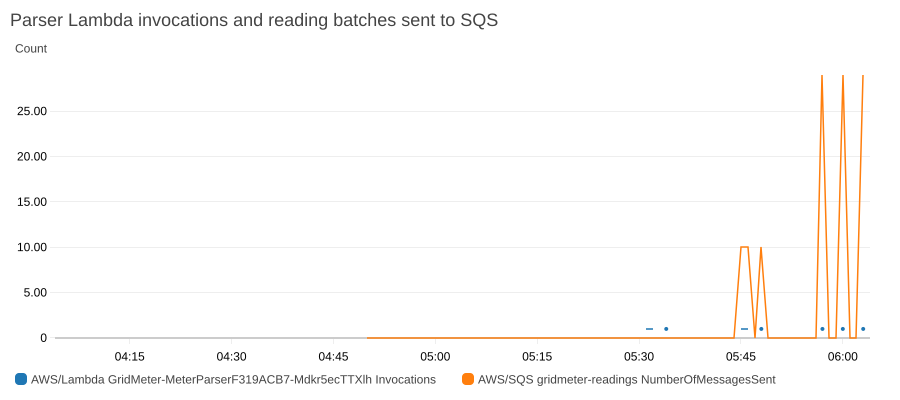 Parser Lambda invocations and reading batches sent to SQS
Count
25.00
20.00
15.00
10.00
5.00
0
04:15 04:30 04:45 05:00 05:15 05:30 05:45 06:00
AWS/Lambda GridMeter-MeterParserF319ACB7-Mdkr5ecTTXlh Invocations AWS/SQS gridmeter-readings NumberOfMessagesSent